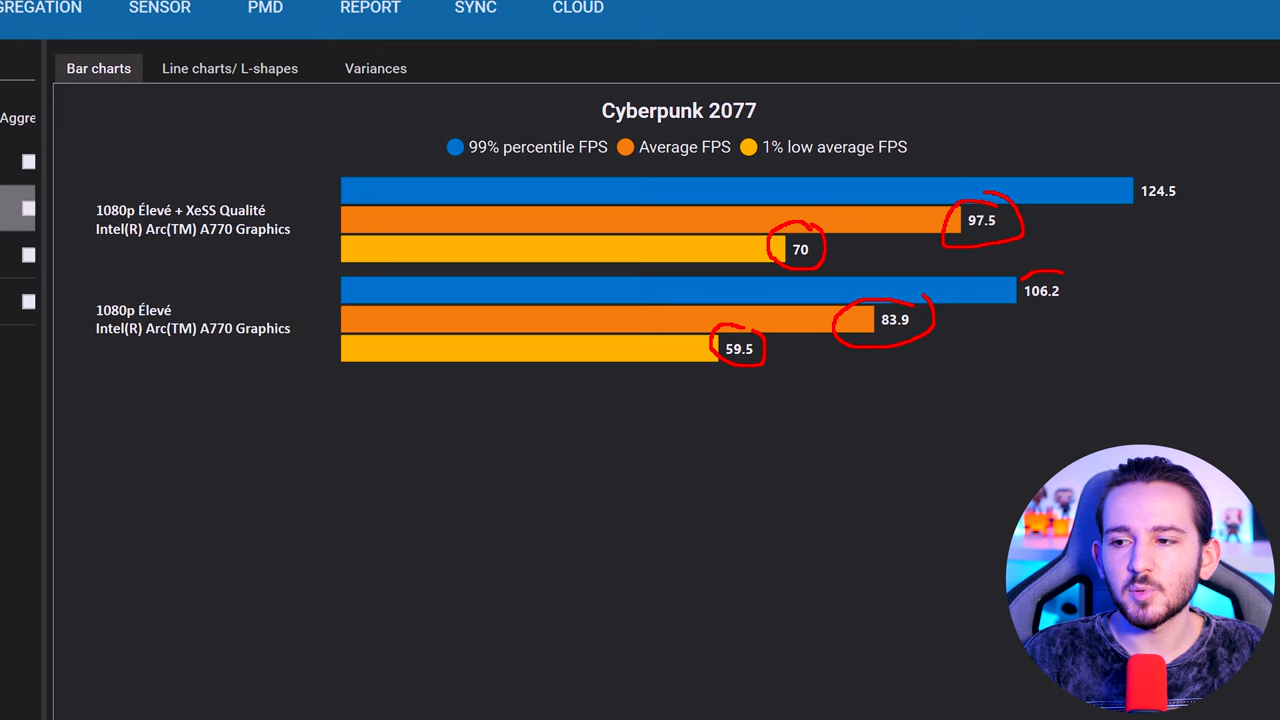 GREGATION SENSOR PMD REPORT SYNC CLOUD
Bar charts Line charts/ L-shapes Variances
Aggre
Cyberpunk 2077
99% percentile FPS Average FPS 1% low average FPS
1080p Élevé + XeSS Qualité
Intel(R) Arc(TM) A770 Graphics
124.5
97.5
70
1080p Élevé
Intel(R) Arc(TM) A770 Graphics
106.2
83.9
59.5